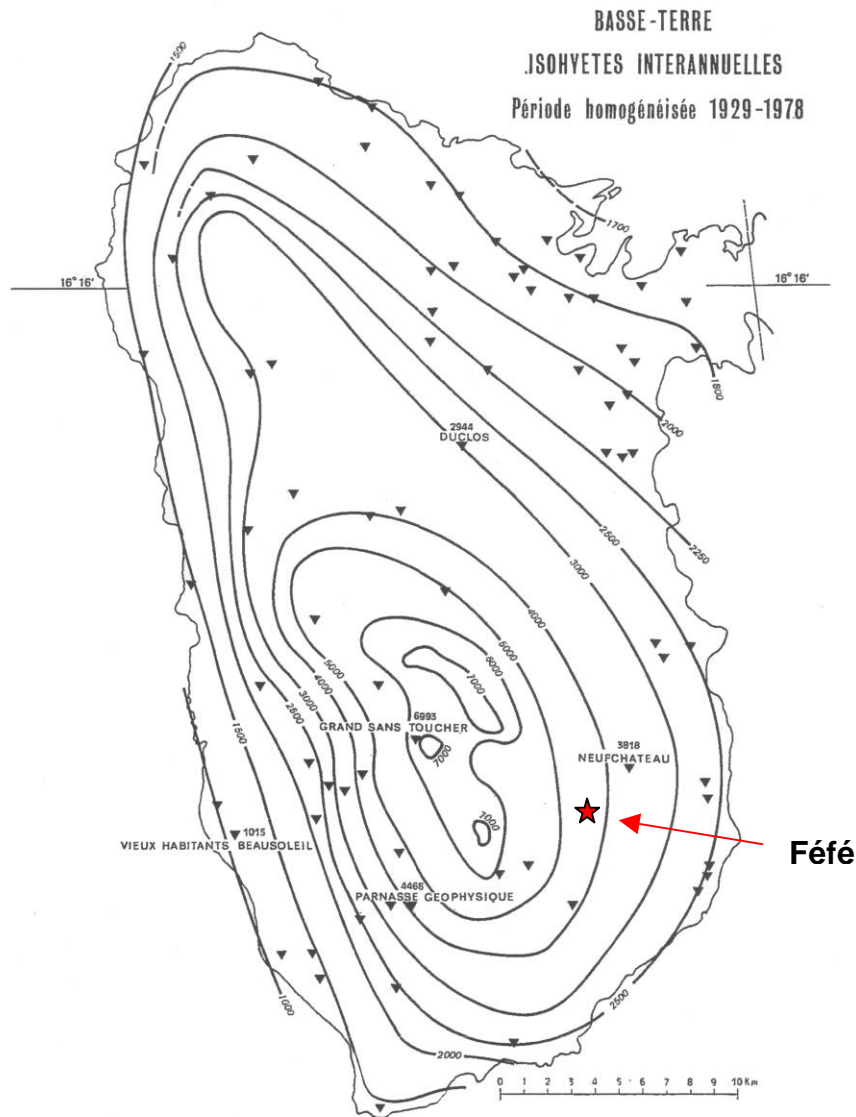 BASSE-TERRE
.ISOHYETES INTERANNUELLES
Période homogénéisée 1929-1978
1500
1700
16° 16'
16° 16'
1800
2000
2944
DUCLOS
2500
2250
3000
4000
5000
6000
7000
5000
4000
3000
2500
6993
GRAND SANS TOUCHER
7000
3818
NEUFCHATEAU
1500
7000
1015
VIEUX HABITANTS BEAUSOLEIL
Féfé
4466
PARNASSE GEOPHYSIQUE
1000
2500
2000
0 1 2 3 4 5 6 7 8 9 10 Km